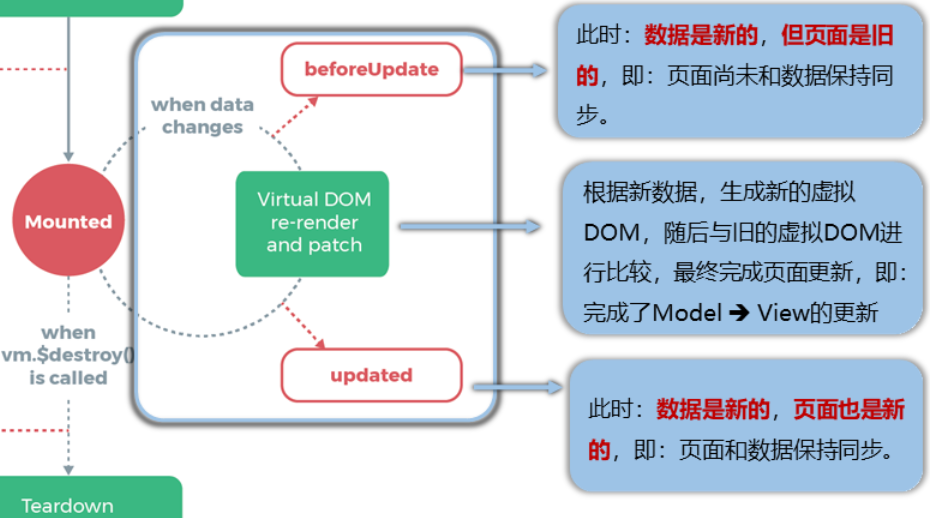 beforeUpdate
此时：数据是新的，但页面是旧
的，即：页面尚未和数据保持同
步。
when data
changes
Mounted
Virtual DOM
re-render
and patch
根据新数据，生成新的虚拟
DOM，随后与旧的虚拟DOM进
行比较，最终完成页面更新，即：
完成了Model ➔ View的更新
when
vm.$destroy()
is called
updated
此时：数据是新的，页面也是新
的，即：页面和数据保持同步。
Teardown